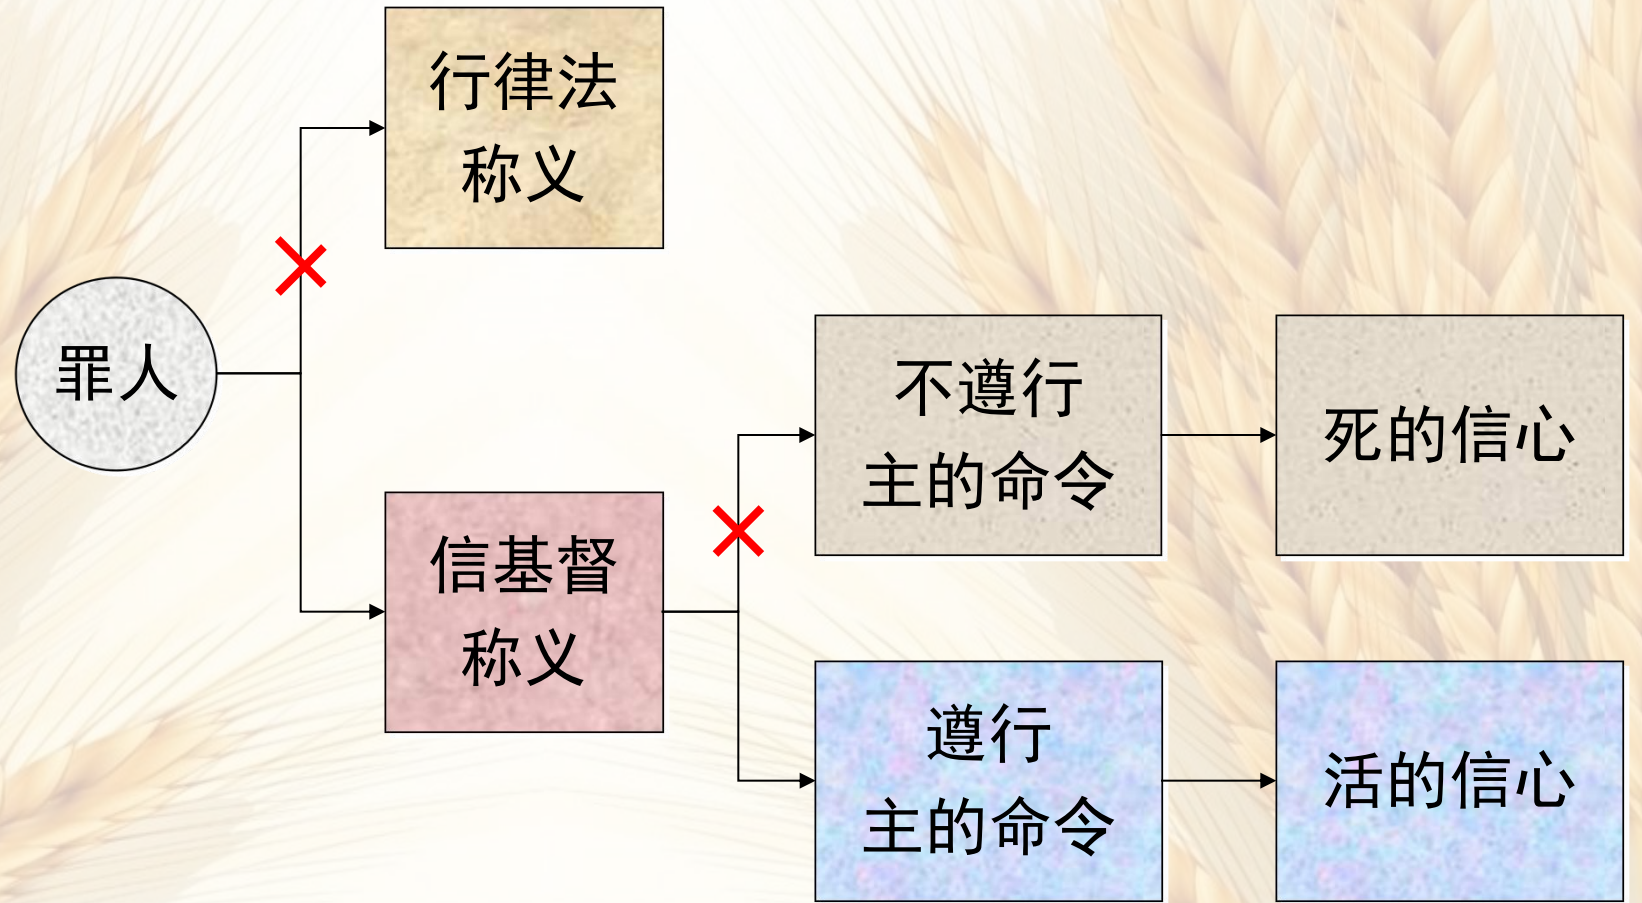 行律法
称义
罪人
信基督
称义
不遵行
主的命令
死的信心
遵行
主的命令
活的信心